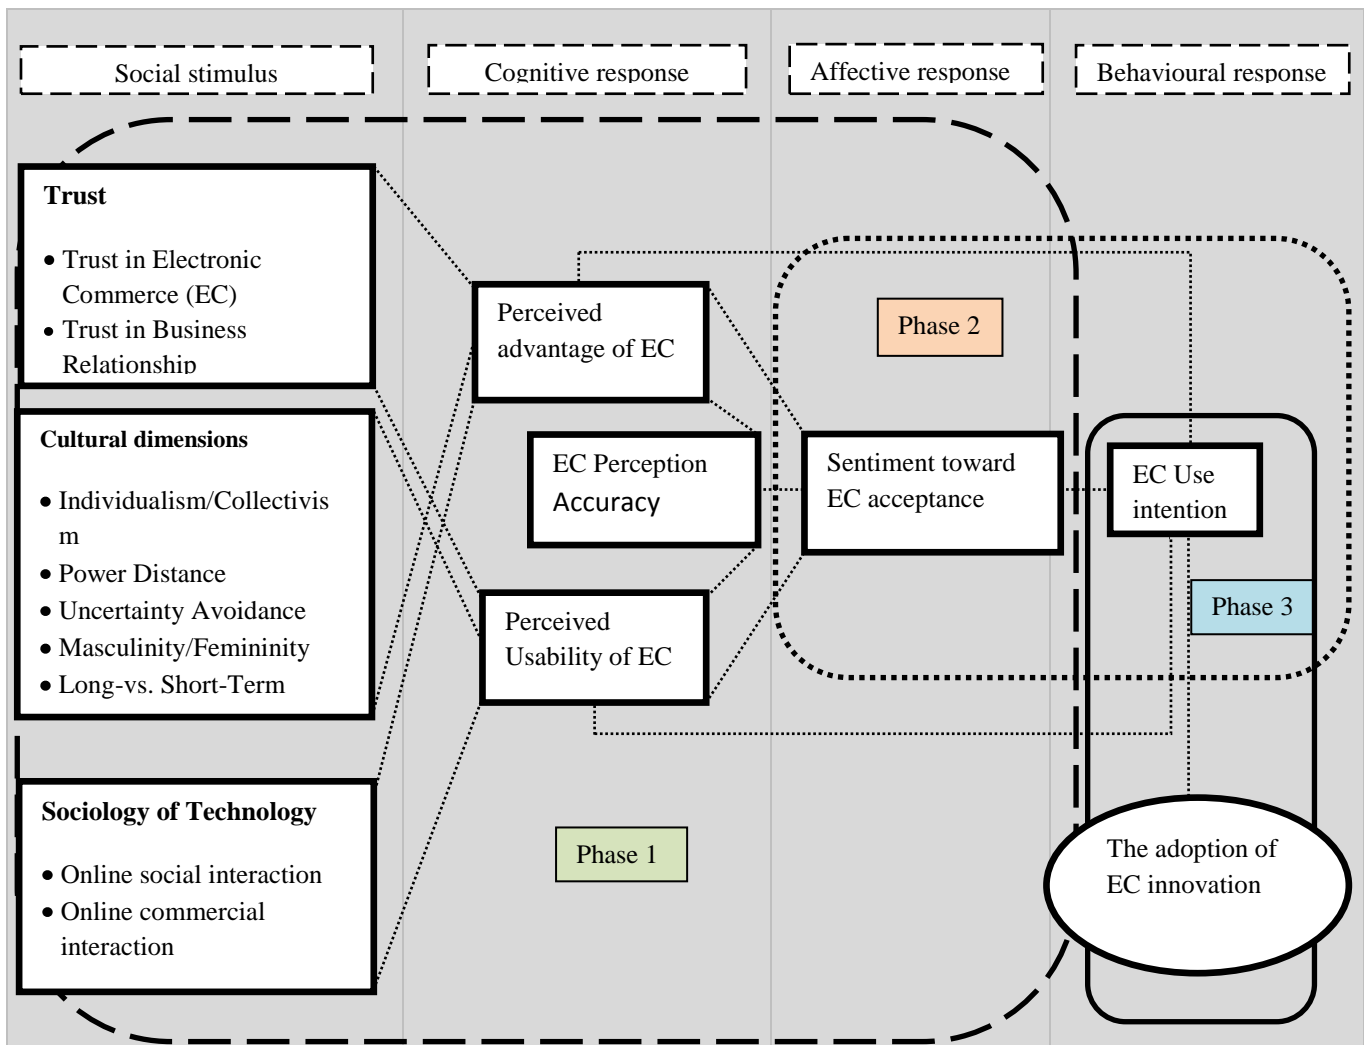 Social stimulus
Cognitive response
Affective response
Behavioural response
Trust
• Trust in Electronic
Commerce (EC)
• Trust in Business
Relationship
Cultural dimensions
• Individualism/Collectivis
m
• Power Distance
• Uncertainty Avoidance
• Masculinity/Femininity
• Long-vs. Short-Term
Sociology of Technology
• Online social interaction
• Online commercial
interaction
Perceived
advantage of EC
EC Perception
Accuracy
Perceived
Usability of EC
Phase 1
Phase 2
Sentiment toward
EC acceptance
EC Use
intention
Phase 3
The adoption of
EC innovation